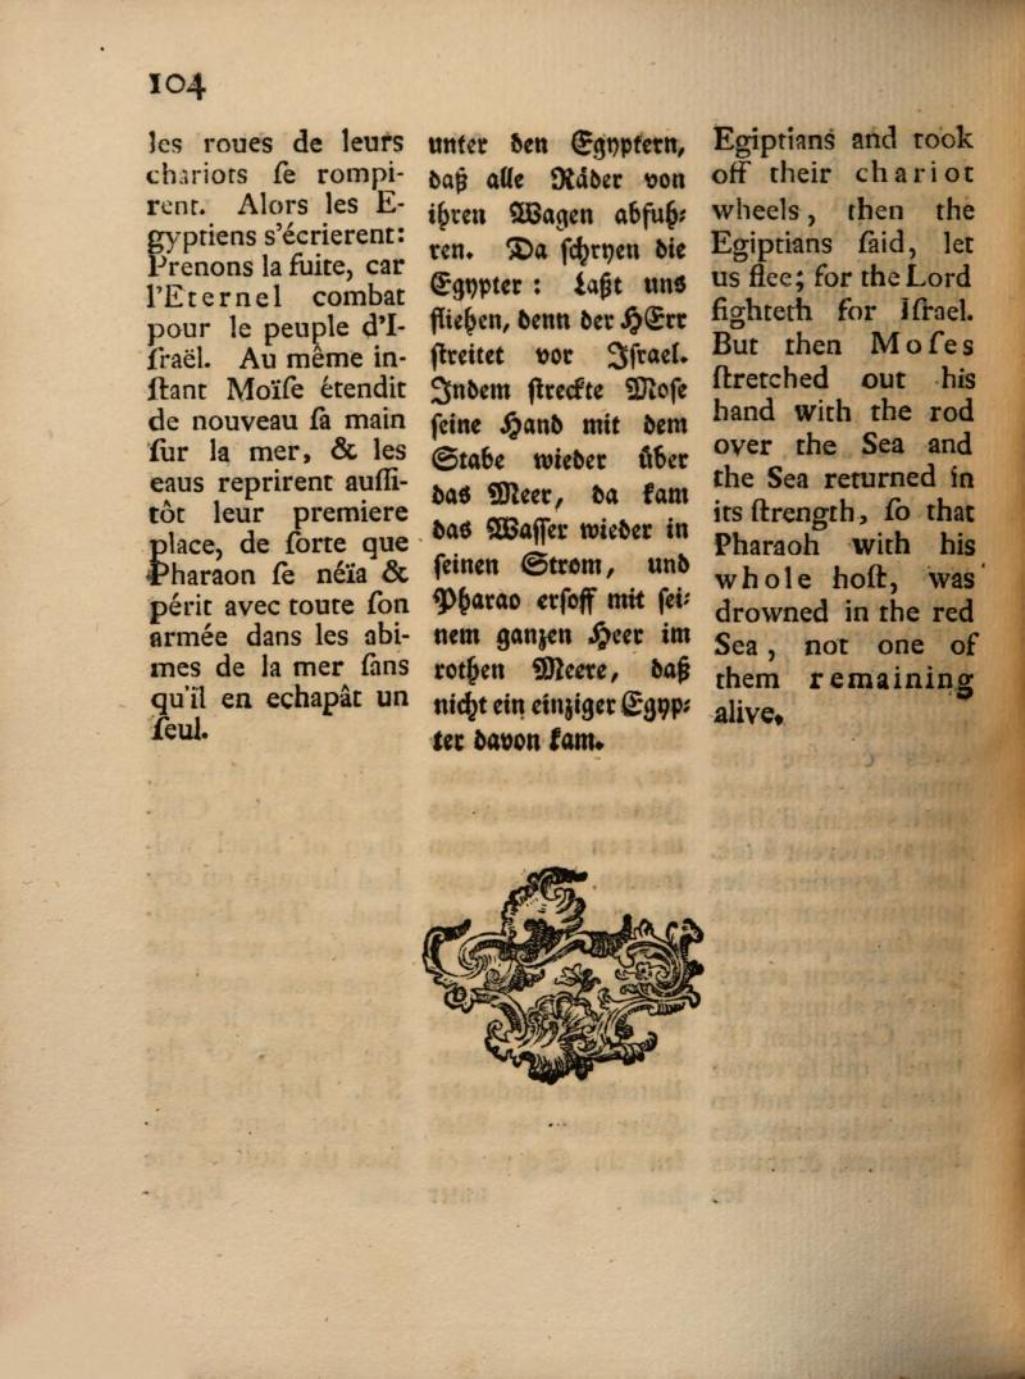 104
les roues de leurs
chariots ſe rompi-
rent. Alors les E-
gyptiens s'écrierent:
Prenons la fuite, car
l'Eternel combat
pour le peuple d'I-
ſraël. Au même in-
ſtant Moïſe étendit
de nouveau ſa main
ſur la mer, & les
eaus reprirent auſſi-
tôt leur premiere
place, de ſorte que
Pharaon ſe néïa &
périt avec toute ſon
armée dans les abi-
mes de la mer ſans
qu'il en echapât un
ſeul.
unter den Egyptern,
daß alle Räder von
ihren Wagen abfuh-
ren. Da ſchryen die
Egypter: Laßt uns
fliehen, denn der HErr
ſtreitet vor Iſrael.
Indem ſtreckte Moſe
ſeine Hand mit dem
Stabe wieder über
das Meer, da kam
das Waſſer wieder in
ſeinen Strom, und
Pharao erſoff mit ſei-
nem ganzen Heer im
rothen Meere, daß
nicht ein einziger Egyp-
ter davon kam.
Egiptians and took
off their chariot
wheels, then the
Egiptians ſaid, let
us flee; for the Lord
fighteth for Iſrael.
But then Moſes
ſtretched out his
hand with the rod
over the Sea and
the Sea returned in
its ſtrength, ſo that
Pharaoh with his
whole hoſt, was
drowned in the red
Sea, not one of
them remaining
alive.